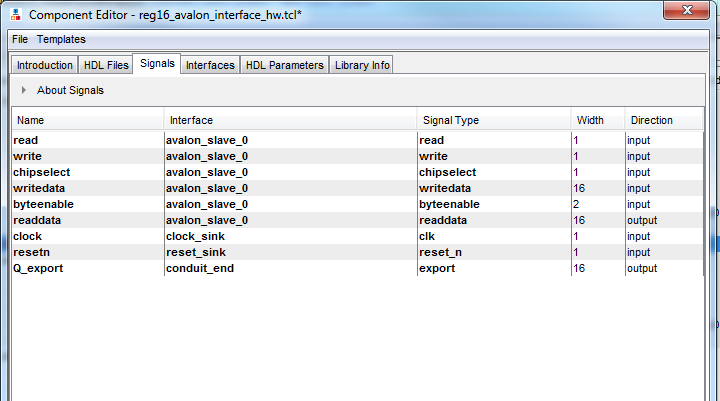 Component Editor - reg16_avalon_interface_hw.tcl*
File Templates
Introduction HDL Files Signals Interfaces HDL Parameters Library Info
About Signals
Name Interface Signal Type Width Direction
read avalon_slave_0 read 1 input
write avalon_slave_0 write 1 input
chipselect avalon_slave_0 chipselect 1 input
writedata avalon_slave_0 writedata 16 input
byteenable avalon_slave_0 byteenable 2 input
readdata avalon_slave_0 readdata 16 output
clock clock_sink clk 1 input
resetn reset_sink reset_n 1 input
Q_export conduit_end export 16 output